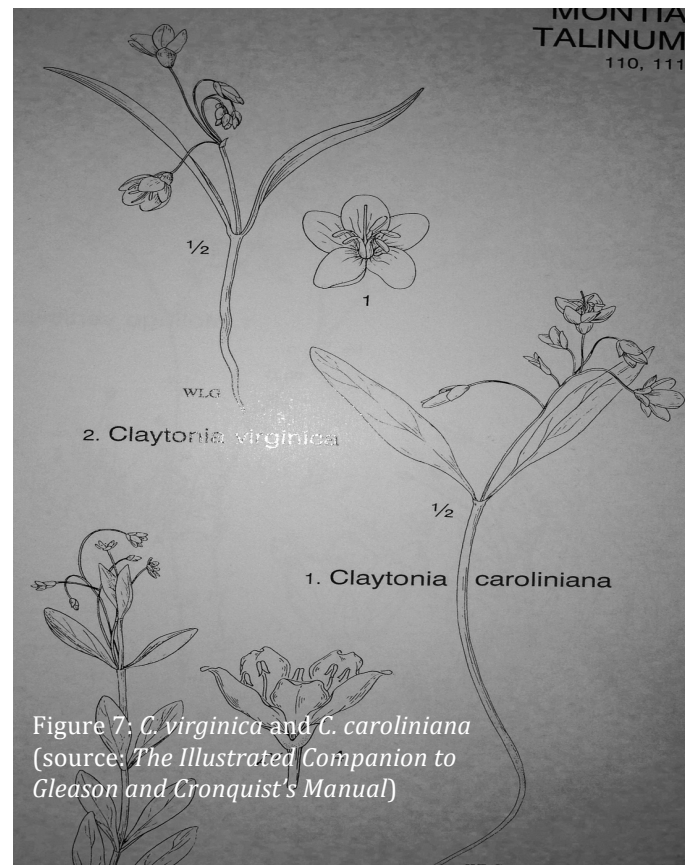 MONTIA
TALINUM
110, 111
½
1
WLG
2. Claytonia virginica
½
1. Claytonia caroliniana
Figure 7: C. virginica and C. caroliniana
(source: The Illustrated Companion to
Gleason and Cronquist's Manual)